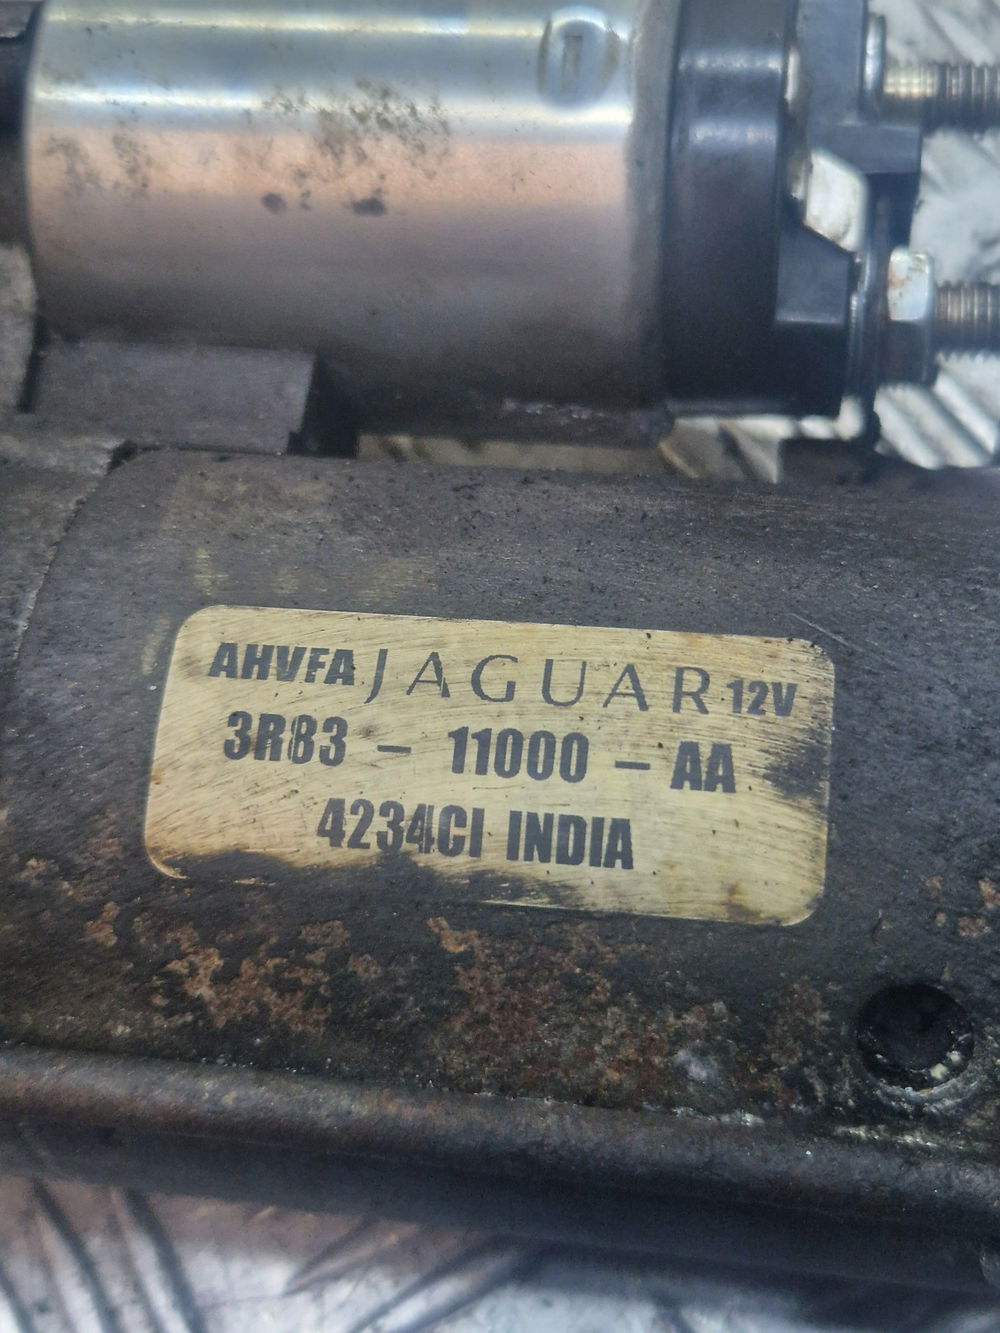 AHVFA JAGUAR 12V
3R83 - 11000 - AA
4234CI INDIA